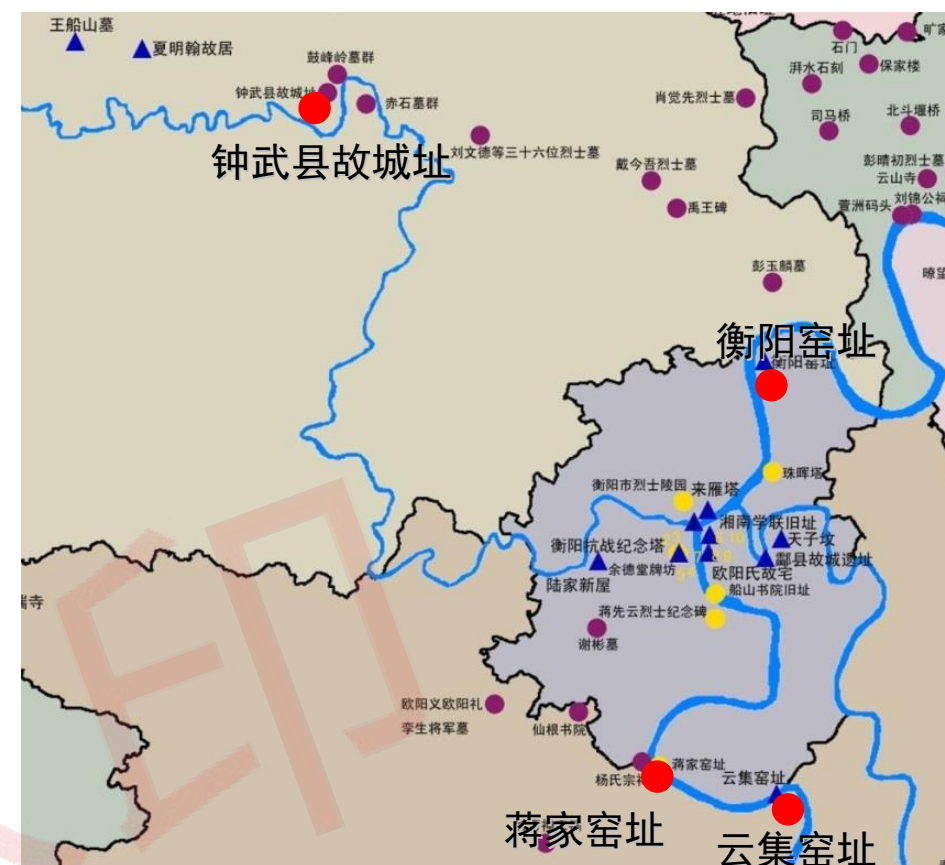 王船山墓
夏明翰故居
石门
鼓峰岭墓群
湃水石刻
保家楼
钟武县故城址
赤石墓群
肖觉先烈士墓
司马桥
北斗堰桥
钟武县故城址
刘文德等三十六位烈士墓
戴今吾烈士墓
彭晴初烈士墓
云山寺
禹王碑
萱洲码头
刘锦公祠
彭玉麟墓
衡阳窑址
衡阳窑址
珠晖塔
衡阳市烈士陵园
来雁塔
湘南学联旧址
天子坟
衡阳抗战纪念塔
酃县故城遗址
余德堂牌坊
欧阳氏故宅
陆家新屋
船山书院旧址
蒋先云烈士纪念碑
谢彬墓
欧阳义欧阳礼
孪生将军墓
仙根书院
蒋家窑址
杨氏宗
云集窑址
蒋家窑址
云集窑址
印